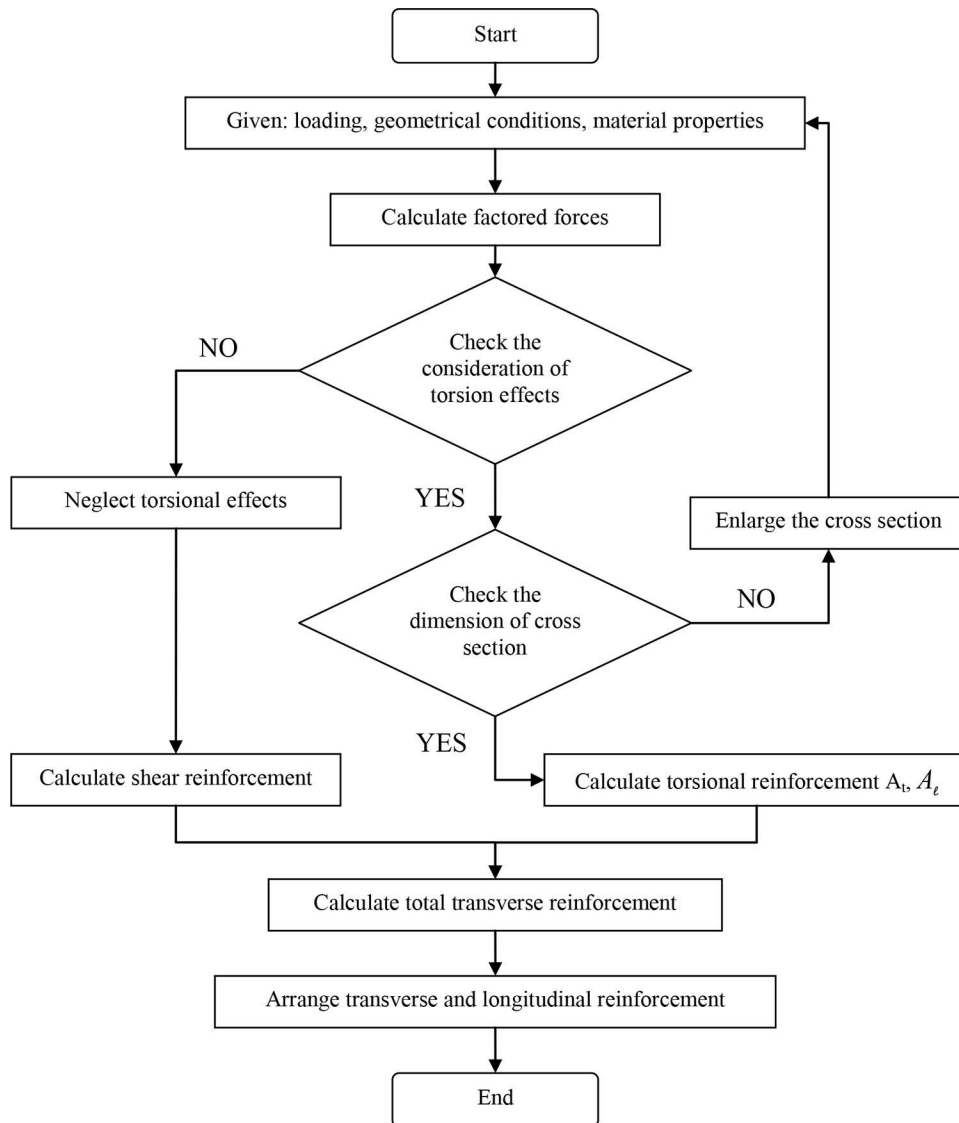 Start
Given: loading, geometrical conditions, material properties
Calculate factored forces
Check the
consideration of
torsion effects
NO
YES
Neglect torsional effects
Enlarge the cross section
Check the
dimension of cross
section
NO
YES
Calculate shear reinforcement
Calculate torsional reinforcement Aₜ, Aℓ
Calculate total transverse reinforcement
Arrange transverse and longitudinal reinforcement
End